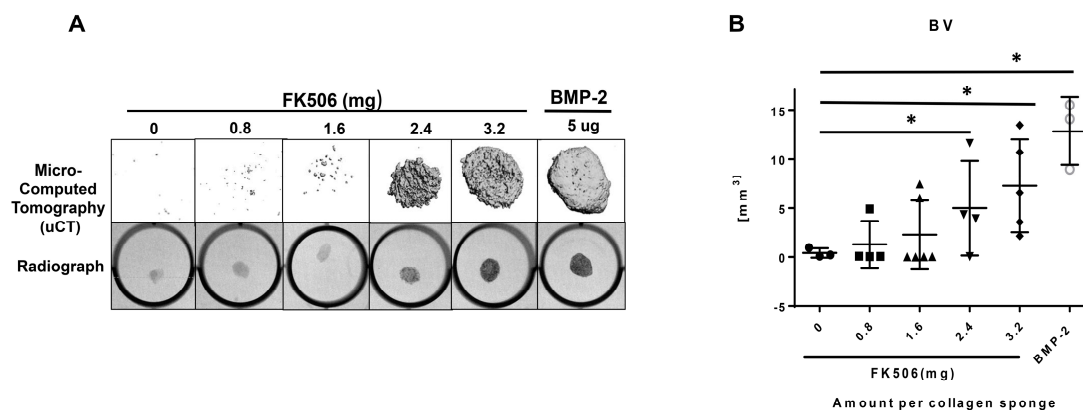 A
FK506 (mg)
BMP-2
0
0.8
1.6
2.4
3.2
5 ug
Micro-
Computed
Tomography
(uCT)
Radiograph
B
BV
*
*
*
[mm³]
15
10
5
0
-5
0
0.8
1.6
2.4
3.2
BMP-2
FK506(mg)
Amount per collagen sponge